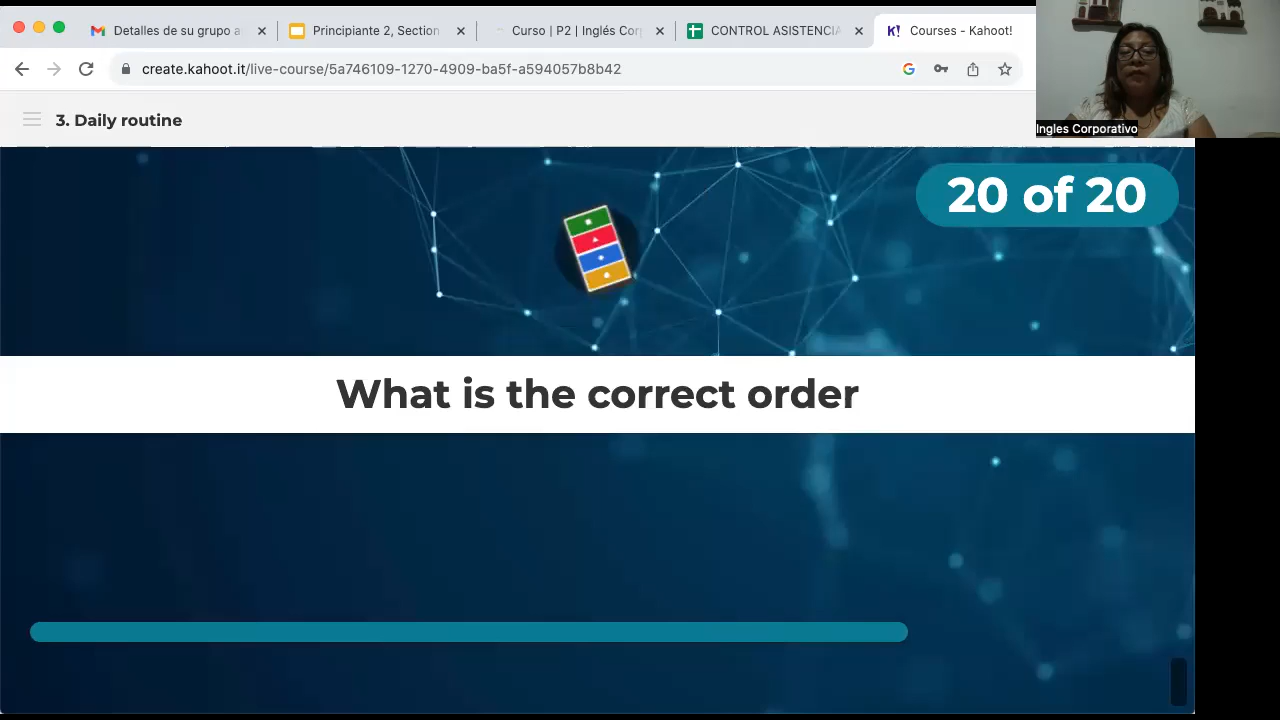 Detalles de su grupo a
Principiante 2, Section
Curso | P2 | Inglés Cor
CONTROL ASISTENCIA
K! Courses - Kahoot!
create.kahoot.it/live-course/5a746109-1270-4909-ba5f-a594057b8b42
Ingles Corporativo
3. Daily routine
20 of 20
What is the correct order